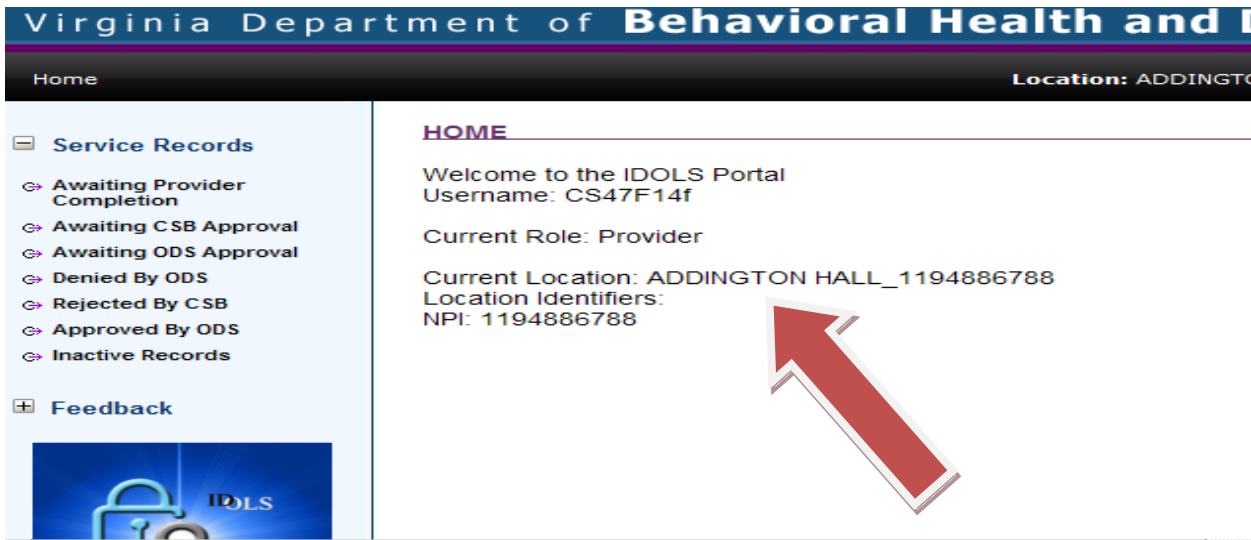 Virginia Department of Behavioral Health and
Home
Location: ADDINGTO
Service Records
Awaiting Provider
Completion
Awaiting CSB Approval
Awaiting ODS Approval
Denied By ODS
Rejected By CSB
Approved By ODS
Inactive Records
Feedback
IDOLS
HOME
Welcome to the IDOLS Portal
Username: CS47F14f
Current Role: Provider
Current Location: ADDINGTON HALL_1194886788
Location Identifiers:
NPI: 1194886788